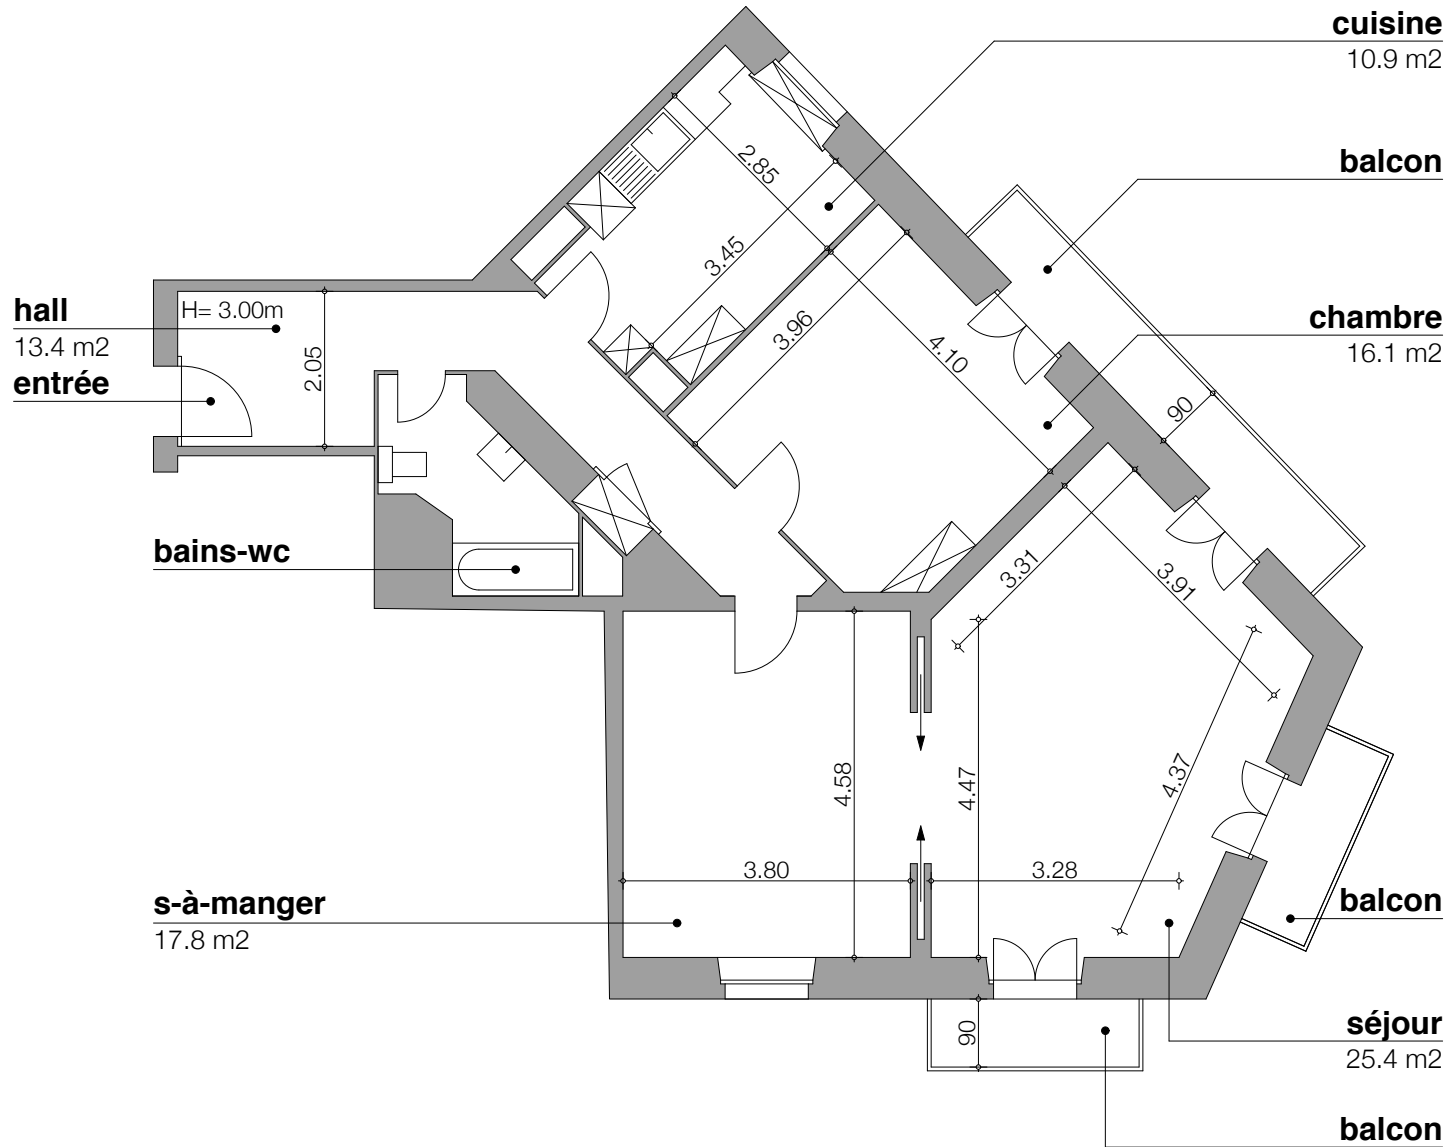 cuisine
10.9 m2
balcon
chambre
16.1 m2
hall
13.4 m2
entrée
H= 3.00m
2.05
2.85
3.45
3.96
4.10
90
bains-wc
3.31
3.91
4.58
4.47
4.37
3.80
3.28
s-à-manger
17.8 m2
balcon
90
séjour
25.4 m2
balcon